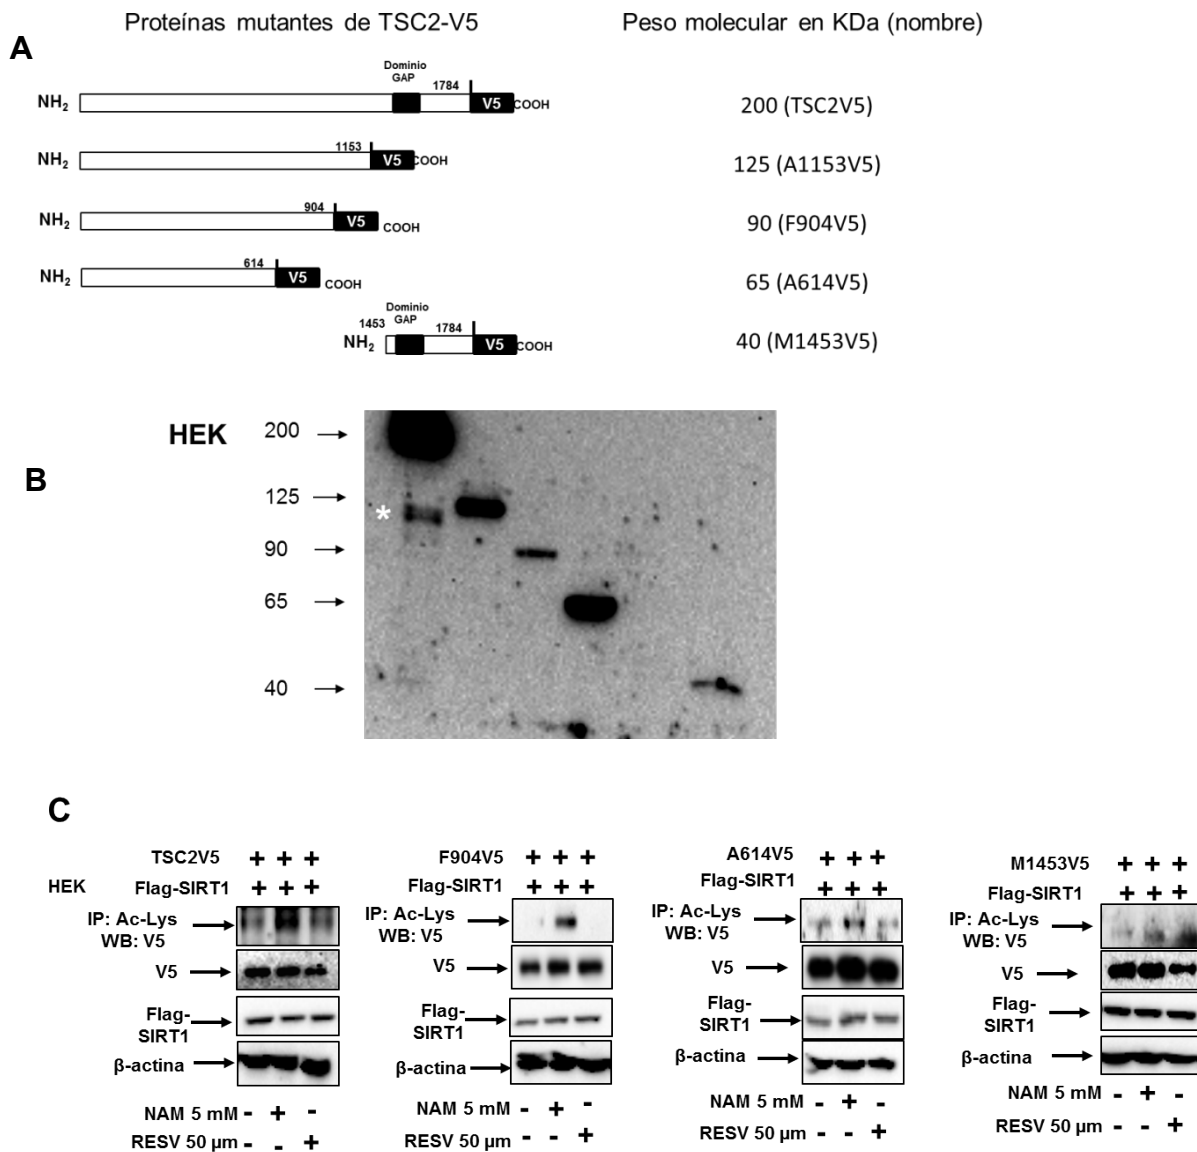 Proteínas mutantes de TSC2-V5
Peso molecular en KDa (nombre)
A
Dominio
GAP
1784
NH2
V5
COOH
200 (TSC2V5)
1153
NH2
V5
COOH
125 (A1153V5)
904
NH2
V5
COOH
90 (F904V5)
614
NH2
V5
COOH
65 (A614V5)
Dominio
GAP
1453
1784
NH2
V5
COOH
40 (M1453V5)
B
HEK
200
125
*
90
65
40
C
HEK
TSC2V5 + + +
Flag-SIRT1 + + +
IP: Ac-Lys
WB: V5
V5
Flag-
SIRT1
β-actina
NAM 5 mM - + -
RESV 50 µm - - +
F904V5 + + +
Flag-SIRT1 + + +
IP: Ac-Lys
WB: V5
V5
Flag-
SIRT1
β-actina
NAM 5 mM - + -
RESV 50 µm - - +
A614V5 + + +
Flag-SIRT1 + + +
IP: Ac-Lys
WB: V5
V5
Flag-
SIRT1
β-actina
NAM 5 mM - + -
RESV 50 µm - - +
M1453V5 + + +
Flag-SIRT1 + + +
IP: Ac-Lys
WB: V5
V5
Flag-
SIRT1
β-actina
NAM 5 mM - + -
RESV 50 µm - - +